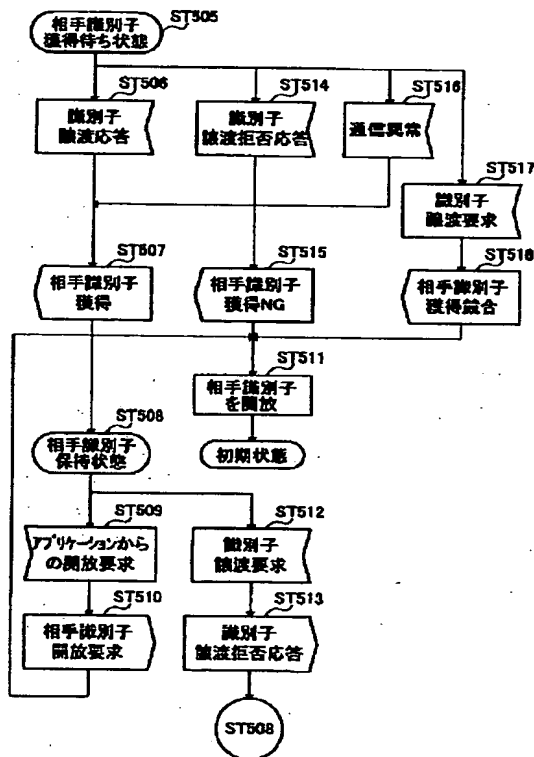 ST505
相手識別子
獲得待ち状態
ST506
識別子
譲渡応答
ST514
識別子
譲渡拒否応答
ST516
通信異常
ST517
識別子
譲渡要求
ST507
相手識別子
獲得
ST515
相手識別子
獲得NG
ST518
相手識別子
獲得競合
ST511
相手識別子
を開放
初期状態
ST508
相手識別子
保持状態
ST509
アプリケーションから
の開放要求
ST512
識別子
譲渡要求
ST510
相手識別子
開放要求
ST513
識別子
譲渡拒否応答
ST508